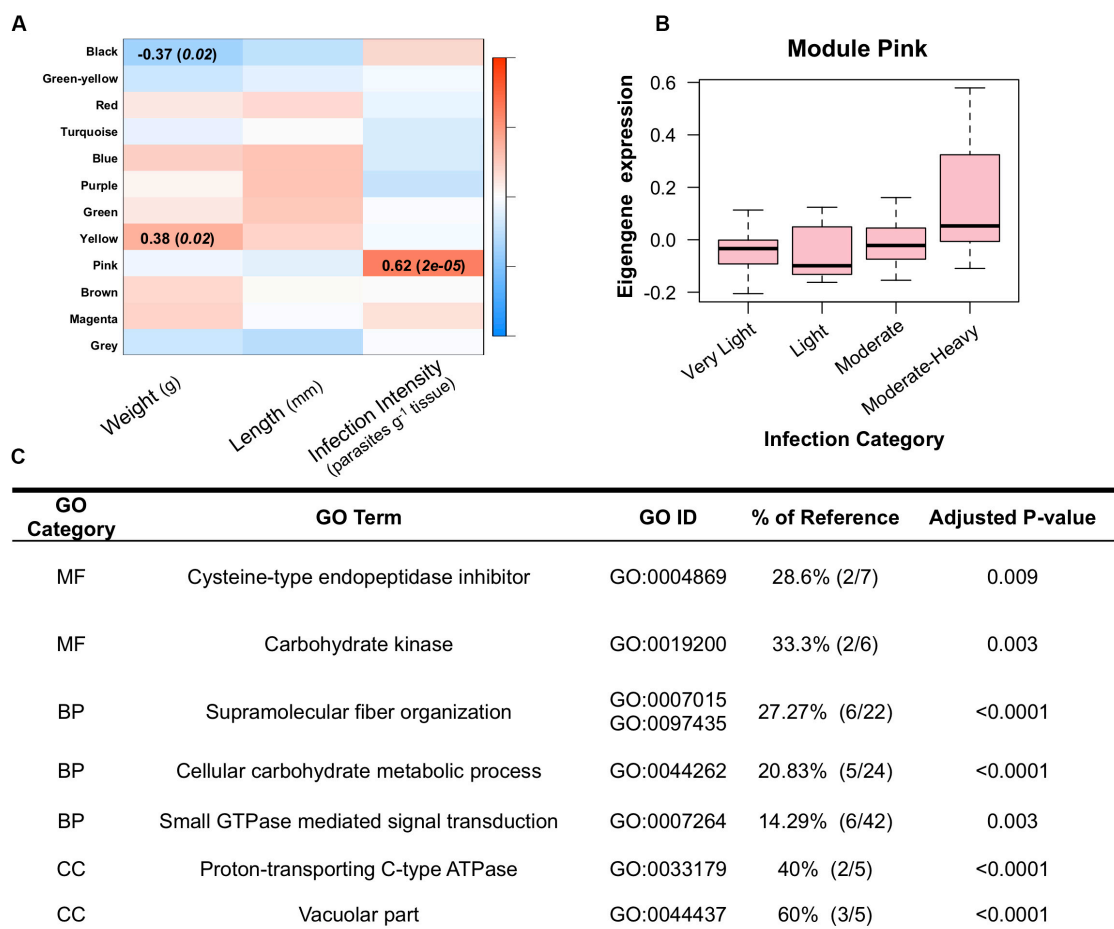 A
Black
Green-yellow
Red
Turquoise
Blue
Purple
Green
Yellow
Pink
Brown
Magenta
Grey
-0.37 (0.02)
0.38 (0.02)
0.62 (2e-05)
Weight (g)
Length (mm)
Infection Intensity
(parasites g-1 tissue)
B
Module Pink
Eigengene expression
0.6
0.4
0.2
0.0
-0.2
Very Light
Light
Moderate
Moderate-Heavy
Infection Category
C
GO Category GO Term GO ID % of Reference Adjusted P-value
MF Cysteine-type endopeptidase inhibitor GO:0004869 28.6% (2/7) 0.009
MF Carbohydrate kinase GO:0019200 33.3% (2/6) 0.003
BP Supramolecular fiber organization GO:0007015 GO:0097435 27.27% (6/22) <0.0001
BP Cellular carbohydrate metabolic process GO:0044262 20.83% (5/24) <0.0001
BP Small GTPase mediated signal transduction GO:0007264 14.29% (6/42) 0.003
CC Proton-transporting C-type ATPase GO:0033179 40% (2/5) <0.0001
CC Vacuolar part GO:0044437 60% (3/5) <0.0001